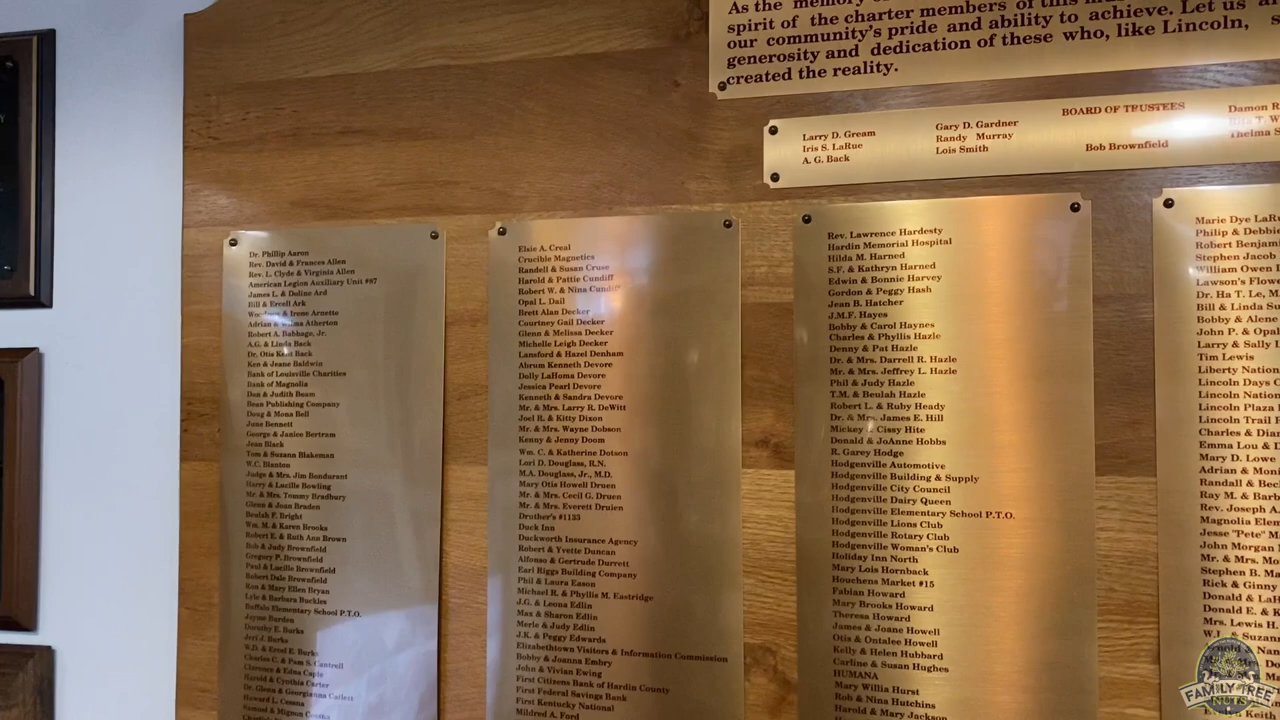 As the memory
spirit of the charter members of this
our community's pride and ability to achieve. Let us
generosity and dedication of these who, like Lincoln,
created the reality.
BOARD OF TRUSTEES
Larry D. Gream
Iris S. LaRue
A. G. Back
Gary D. Gardner
Randy Murray
Lois Smith
Bob Brownfield
Damon R
Thelma S
Dr. Phillip Aaron
Rev. David & Frances Allen
Rev. L. Clyde & Virginia Allen
American Legion Auxiliary Unit #87
James L. & Doline Ard
Bill & Ercell Ark
& Irene Arnette
Adrian & Atherton
Robert A. Babbage, Jr.
A.G. & Linda Back
Dr. Otis Kent Back
Ken & Jeane Baldwin
Bank of Louisville Charities
Bank of Magnolia
Don & Judith Beam
Bean Publishing Company
Doug & Mona Bell
June Bennett
George & Janice Bertram
Jean Black
Tom & Suzann Blakeman
W.C. Blanton
Judge & Mrs. Jim Bondurant
Harry & Lucille Bowling
Mr. & Mrs. Tommy Bradbury
Glenn & Joan Braden
Beulah F. Bright
Wm. M. & Karen Brooks
Robert E. & Ruth Ann Brown
Bob & Judy Brownfield
Gregory P. Brownfield
Paul & Lucille Brownfield
Robert Dale Brownfield
Ron & Mary Ellen Bryan
Lyle & Barbara Buckles
Buffalo Elementary School P.T.O.
Jayne Burden
Dorothy E. Burks
Jeri J. Burks
W.D. & Ercel E. Burks
Charles C. & Pam S. Cantrell
Clarence & Edna Caple
Harold & Cynthia Carter
Dr. Glenn & Georgianna Catlett
Howard L. Cessna
Samuel & Mignon Cessna
Elsie A. Creal
Crucible Magnetics
Randell & Susan Cruse
Harold & Pattie Cundiff
Robert W. & Nina Cundiff
Opal L. Dail
Brett Alan Decker
Courtney Gail Decker
Glenn & Melissa Decker
Michelle Leigh Decker
Lansford & Hazel Denham
Abrum Kenneth Devore
Dolly LaHoma Devore
Jessica Pearl Devore
Kenneth & Sandra Devore
Mr. & Mrs. Larry R. DeWitt
Joel R. & Kitty Dixon
Mr. & Mrs. Wayne Dobson
Kenny & Jenny Doom
Wm. C. & Katherine Dotson
Lori D. Douglass, R.N.
M.A. Douglass, Jr., M.D.
Mary Otis Howell Druen
Mr. & Mrs. Cecil G. Druen
Mr. & Mrs. Everett Druien
Druther's #1133
Duck Inn
Duckworth Insurance Agency
Robert & Yvette Duncan
Alfonso & Gertrude Durrett
Earl Riggs Building Company
Phil & Laura Eason
Michael R. & Phyllis M. Eastridge
J.G. & Leona Edlin
Max & Sharon Edlin
Merle & Judy Edlin
J.K. & Peggy Edwards
Elizabethtown Visitors & Information Commission
Bobby & Joanna Embry
John & Vivian Ewing
First Citizens Bank of Hardin County
First Federal Savings Bank
First Kentucky National
Mildred A. Ford
Rev. Lawrence Hardesty
Hardin Memorial Hospital
Hilda M. Harned
S.F. & Kathryn Harned
Edwin & Bonnie Harvey
Gordon & Peggy Hash
Jean B. Hatcher
J.M.F. Hayes
Bobby & Carol Haynes
Charles & Phyllis Hazle
Denny & Pat Hazle
Dr. & Mrs. Darrell R. Hazle
Mr. & Mrs. Jeffrey L. Hazle
Phil & Judy Hazle
T.M. & Beulah Hazle
Robert L. & Ruby Heady
Dr. & Mrs. James E. Hill
Mickey & Cissy Hite
Donald & JoAnne Hobbs
R. Garey Hodge
Hodgenville Automotive
Hodgenville Building & Supply
Hodgenville City Council
Hodgenville Dairy Queen
Hodgenville Elementary School P.T.O.
Hodgenville Lions Club
Hodgenville Rotary Club
Hodgenville Woman's Club
Holiday Inn North
Mary Lois Hornback
Houchens Market #15
Fabian Howard
Mary Brooks Howard
Theresa Howard
James & Joane Howell
Otis & Ontalee Howell
Kelly & Helen Hubbard
Carline & Susan Hughes
HUMANA
Mary Willia Hurst
Rob & Nina Hutchins
Harold & Mary Jackson
Marie Dye LaRu
Philip & Debbie
Robert Benjam
Stephen Jacob
William Owen
Lawson's Flowe
Dr. Ha T. Le, M.
Bill & Linda Su
Bobby & Alene
John P. & Opal
Larry & Sally L
Tim Lewis
Liberty Nation
Lincoln Days C
Lincoln Nation
Lincoln Plaza
Lincoln Trail
Charles & Dian
Emma Lou & D
Mary D. Lowe
Adrian & Moni
Randall & Bec
Ray M. & Barb
Rev. Joseph A.
Magnolia Elem
Jesse "Pete" M
John Morgan
Mr. & Mrs. Mo
Stephen B. Ma
Rick & Ginny
Donald & LaH
Donald E. & K
Mrs. Lewis H.
W.J. & Suzann
FAMILY TREE
NUTS